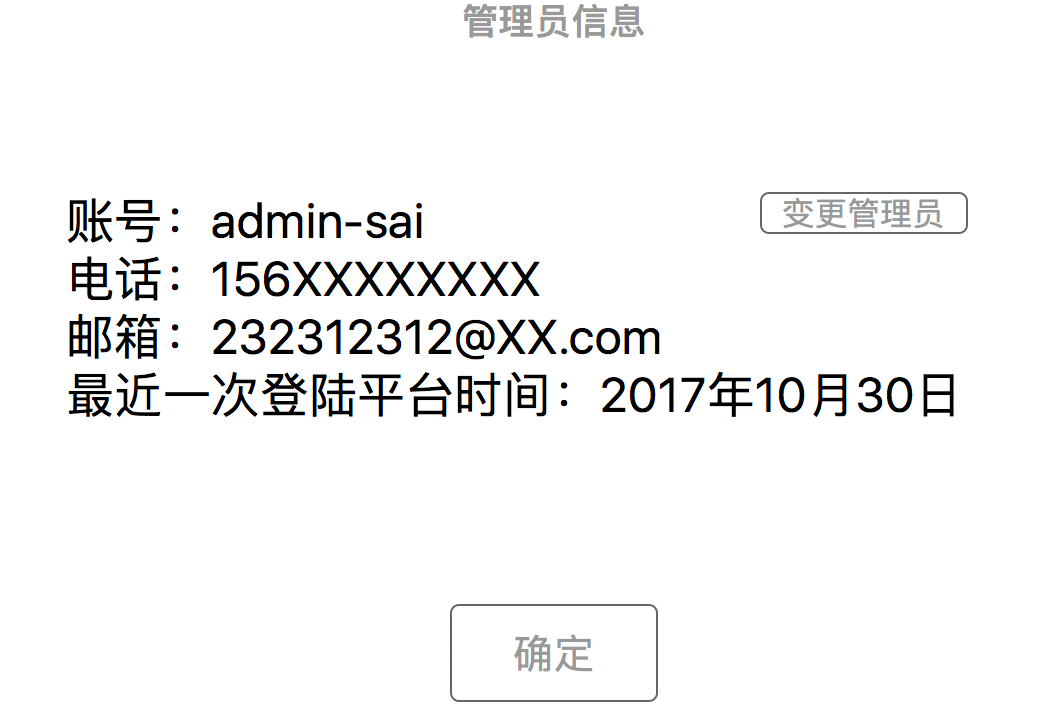 管理员信息
账号：admin-sai
变更管理员
电话：156XXXXXXXX
邮箱：232312312@XX.com
最近一次登陆平台时间：2017年10月30日
确定